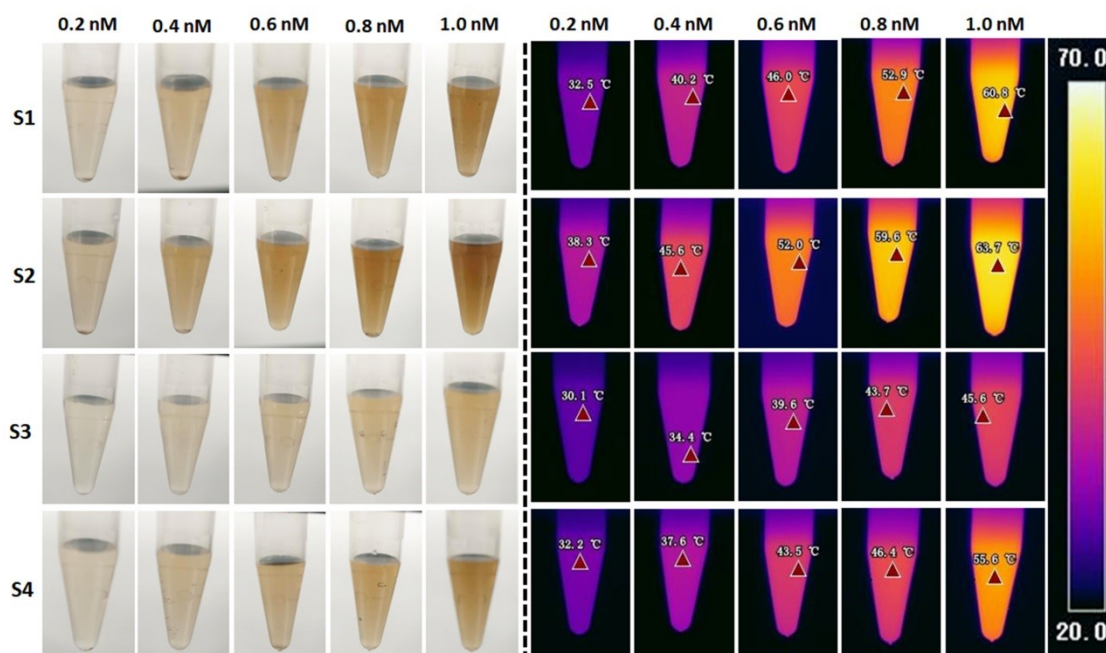 0.2 nM 0.4 nM 0.6 nM 0.8 nM 1.0 nM 0.2 nM 0.4 nM 0.6 nM 0.8 nM 1.0 nM
70.0
S1 32.5 ℃ 40.2 ℃ 46.0 ℃ 52.9 ℃ 60.8 ℃
S2 38.3 ℃ 45.6 ℃ 52.0 ℃ 59.6 ℃ 63.7 ℃
S3 30.1 ℃ 34.4 ℃ 39.6 ℃ 43.7 ℃ 45.6 ℃
S4 32.2 ℃ 37.6 ℃ 43.5 ℃ 46.4 ℃ 55.6 ℃
20.0